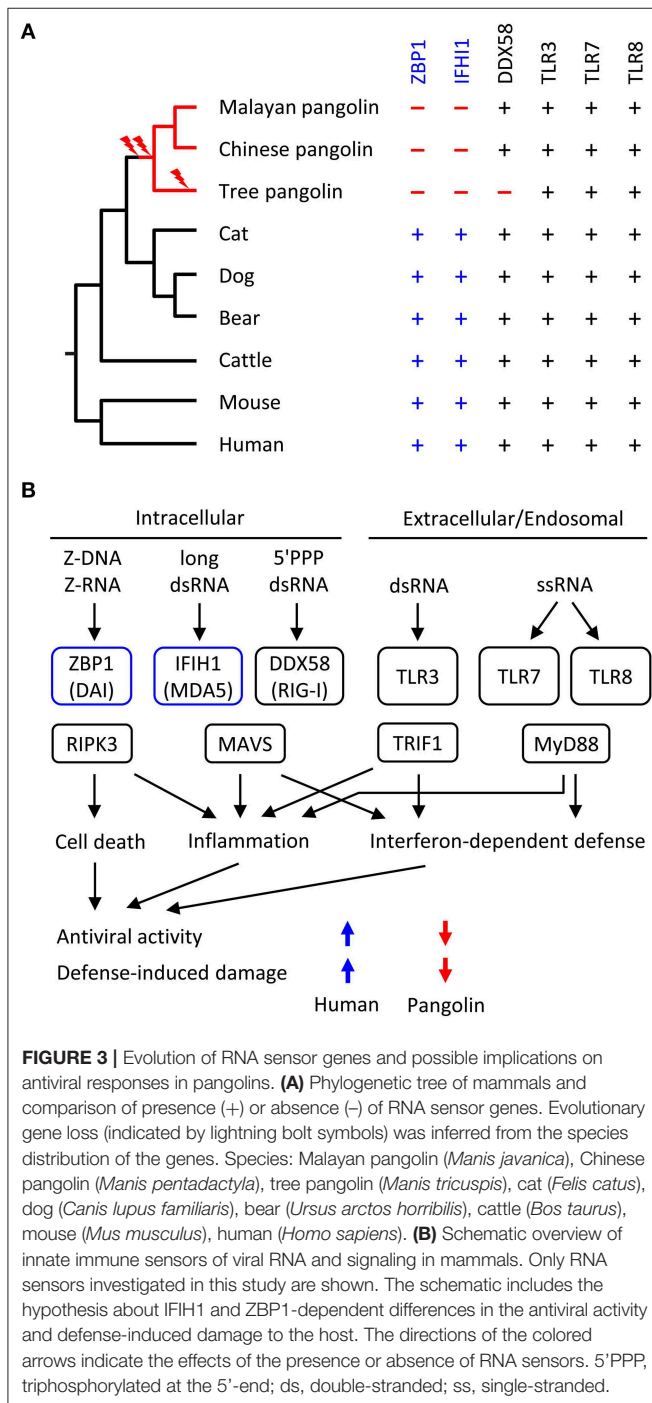 A
ZBP1 IFHI1 DDX58 TLR3 TLR7 TLR8
Malayan pangolin – – + + + +
Chinese pangolin – – + + + +
Tree pangolin – – – + + +
Cat + + + + + +
Dog + + + + + +
Bear + + + + + +
Cattle + + + + + +
Mouse + + + + + +
Human + + + + + +
B
Intracellular Extracellular/Endosomal
Z-DNA long 5'PPP
Z-RNA dsRNA dsRNA dsRNA ssRNA
ZBP1 IFIH1 DDX58 TLR3 TLR7 TLR8
(DAI) (MDA5) (RIG-I)
RIPK3 MAVS TRIF1 MyD88
Cell death Inflammation Interferon-dependent defense
Antiviral activity
Defense-induced damage
Human Pangolin
FIGURE 3 | Evolution of RNA sensor genes and possible implications on
antiviral responses in pangolins. (A) Phylogenetic tree of mammals and
comparison of presence (+) or absence (–) of RNA sensor genes. Evolutionary
gene loss (indicated by lightning bolt symbols) was inferred from the species
distribution of the genes. Species: Malayan pangolin (Manis javanica), Chinese
pangolin (Manis pentadactyla), tree pangolin (Manis tricuspis), cat (Felis catus),
dog (Canis lupus familiaris), bear (Ursus arctos horribilis), cattle (Bos taurus),
mouse (Mus musculus), human (Homo sapiens). (B) Schematic overview of
innate immune sensors of viral RNA and signaling in mammals. Only RNA
sensors investigated in this study are shown. The schematic includes the
hypothesis about IFIH1 and ZBP1-dependent differences in the antiviral activity
and defense-induced damage to the host. The directions of the colored
arrows indicate the effects of the presence or absence of RNA sensors. 5'PPP,
triphosphorylated at the 5'-end; ds, double-stranded; ss, single-stranded.